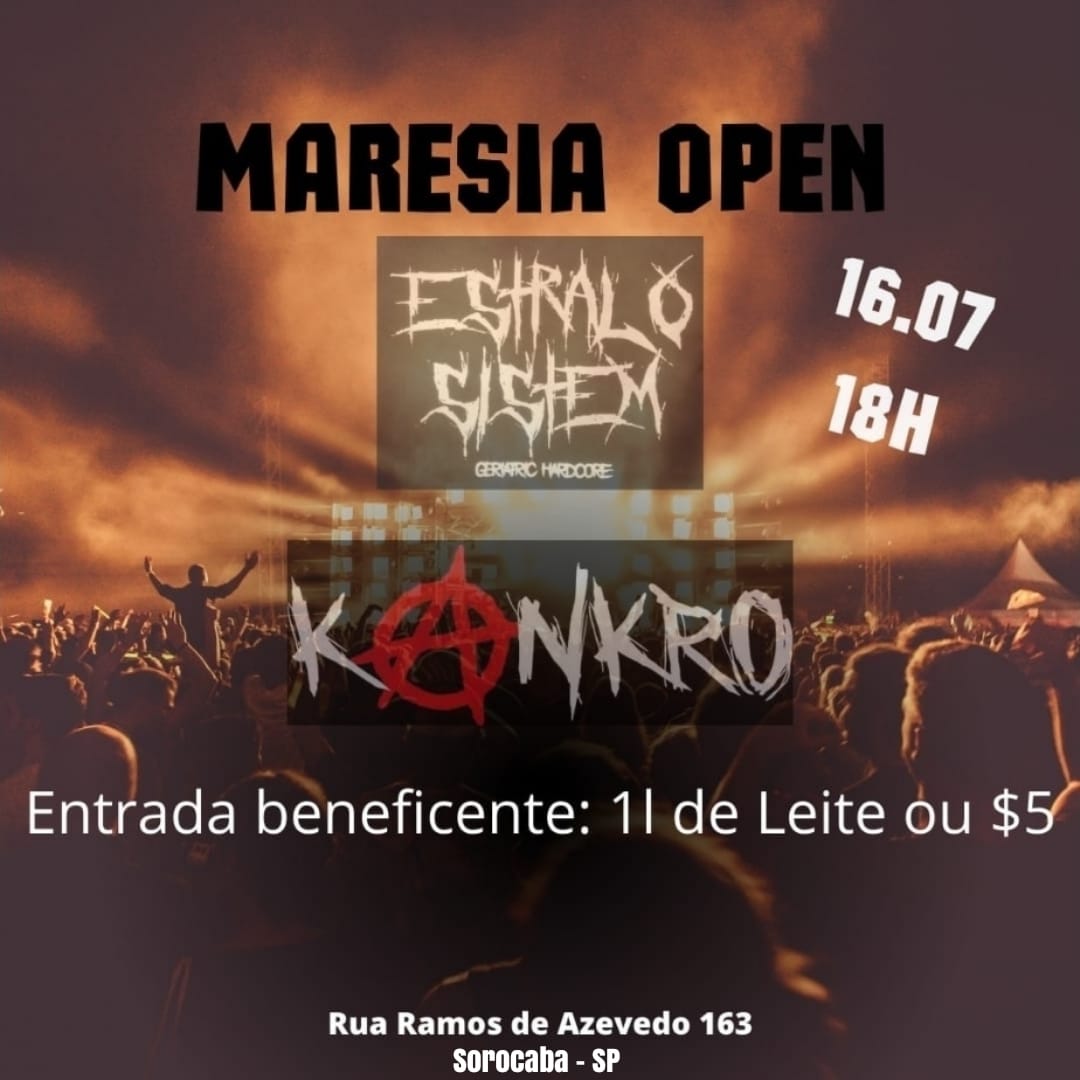 MARESIA OPEN
ESTRALO
SISTEM
GERIATRIC HARDCORE
16.07
18H
KANKRO
Entrada beneficente: 1l de Leite ou $5
Rua Ramos de Azevedo 163
Sorocaba - SP